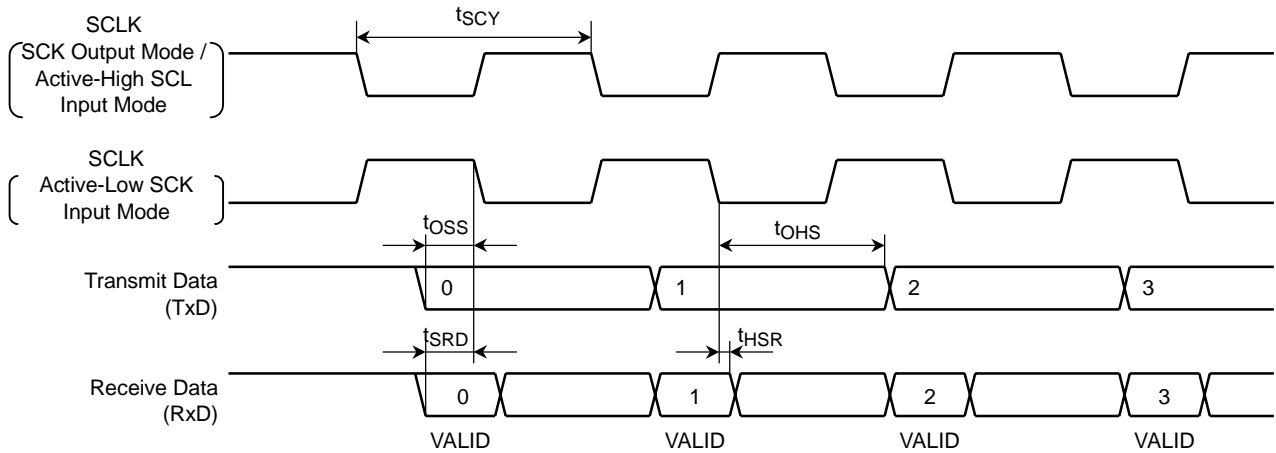 SCLK
SCK Output Mode /
Active-High SCL
Input Mode
tSCY
SCLK
Active-Low SCK
Input Mode
tOSS
tOHS
Transmit Data
(TxD)
0
1
2
3
tSRD
tHSR
Receive Data
(RxD)
0
1
2
3
VALID
VALID
VALID
VALID